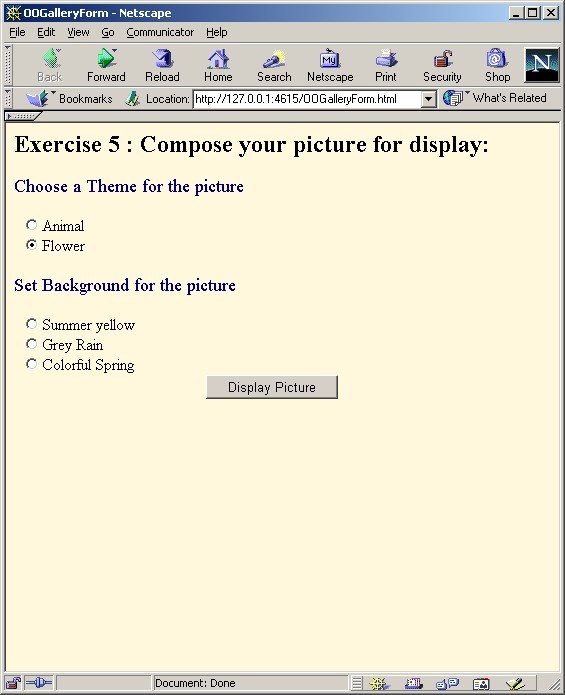 OOGalleryForm - Netscape
File Edit View Go Communicator Help
Back Forward Reload Home Search Netscape Print Security Shop
My
N
Bookmarks Location: http://127.0.0.1:4615/OOGalleryForm.html What's Related
Exercise 5 : Compose your picture for display:
Choose a Theme for the picture
Animal
Flower
Set Background for the picture
Summer yellow
Grey Rain
Colorful Spring
Display Picture
Document: Done